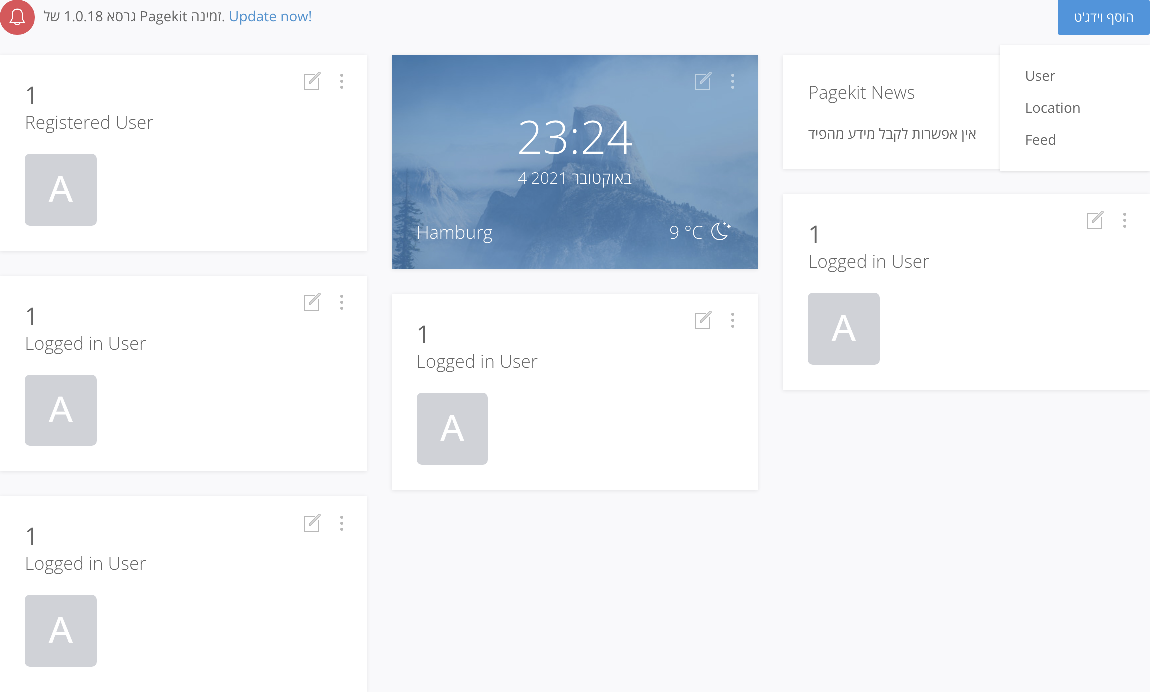 גרסא 1.0.18 של Pagekit זמינה. Update now!
הוסף וידג'ט
User
Location
Feed
1
Registered User
A
1
Logged in User
A
1
Logged in User
A
23:24
4 באוקטובר 2021
Hamburg
9 °C
1
Logged in User
A
Pagekit News
אין אפשרות לקבל מידע מהפיד
1
Logged in User
A